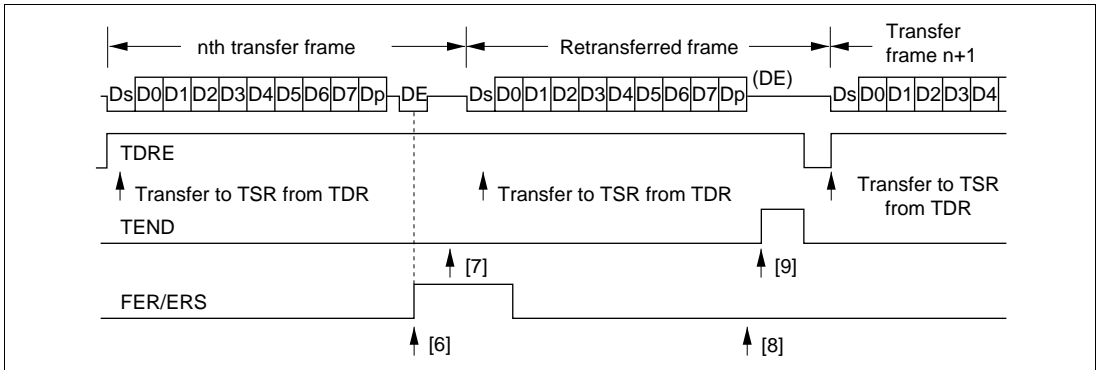 nth transfer frame
Retransferred frame
Transfer
frame n+1
Ds D0 D1 D2 D3 D4 D5 D6 D7 Dp DE
Ds D0 D1 D2 D3 D4 D5 D6 D7 Dp
(DE)
Ds D0 D1 D2 D3 D4
TDRE
Transfer to TSR from TDR
Transfer to TSR from TDR
Transfer to TSR
from TDR
TEND
[7]
[9]
FER/ERS
[6]
[8]